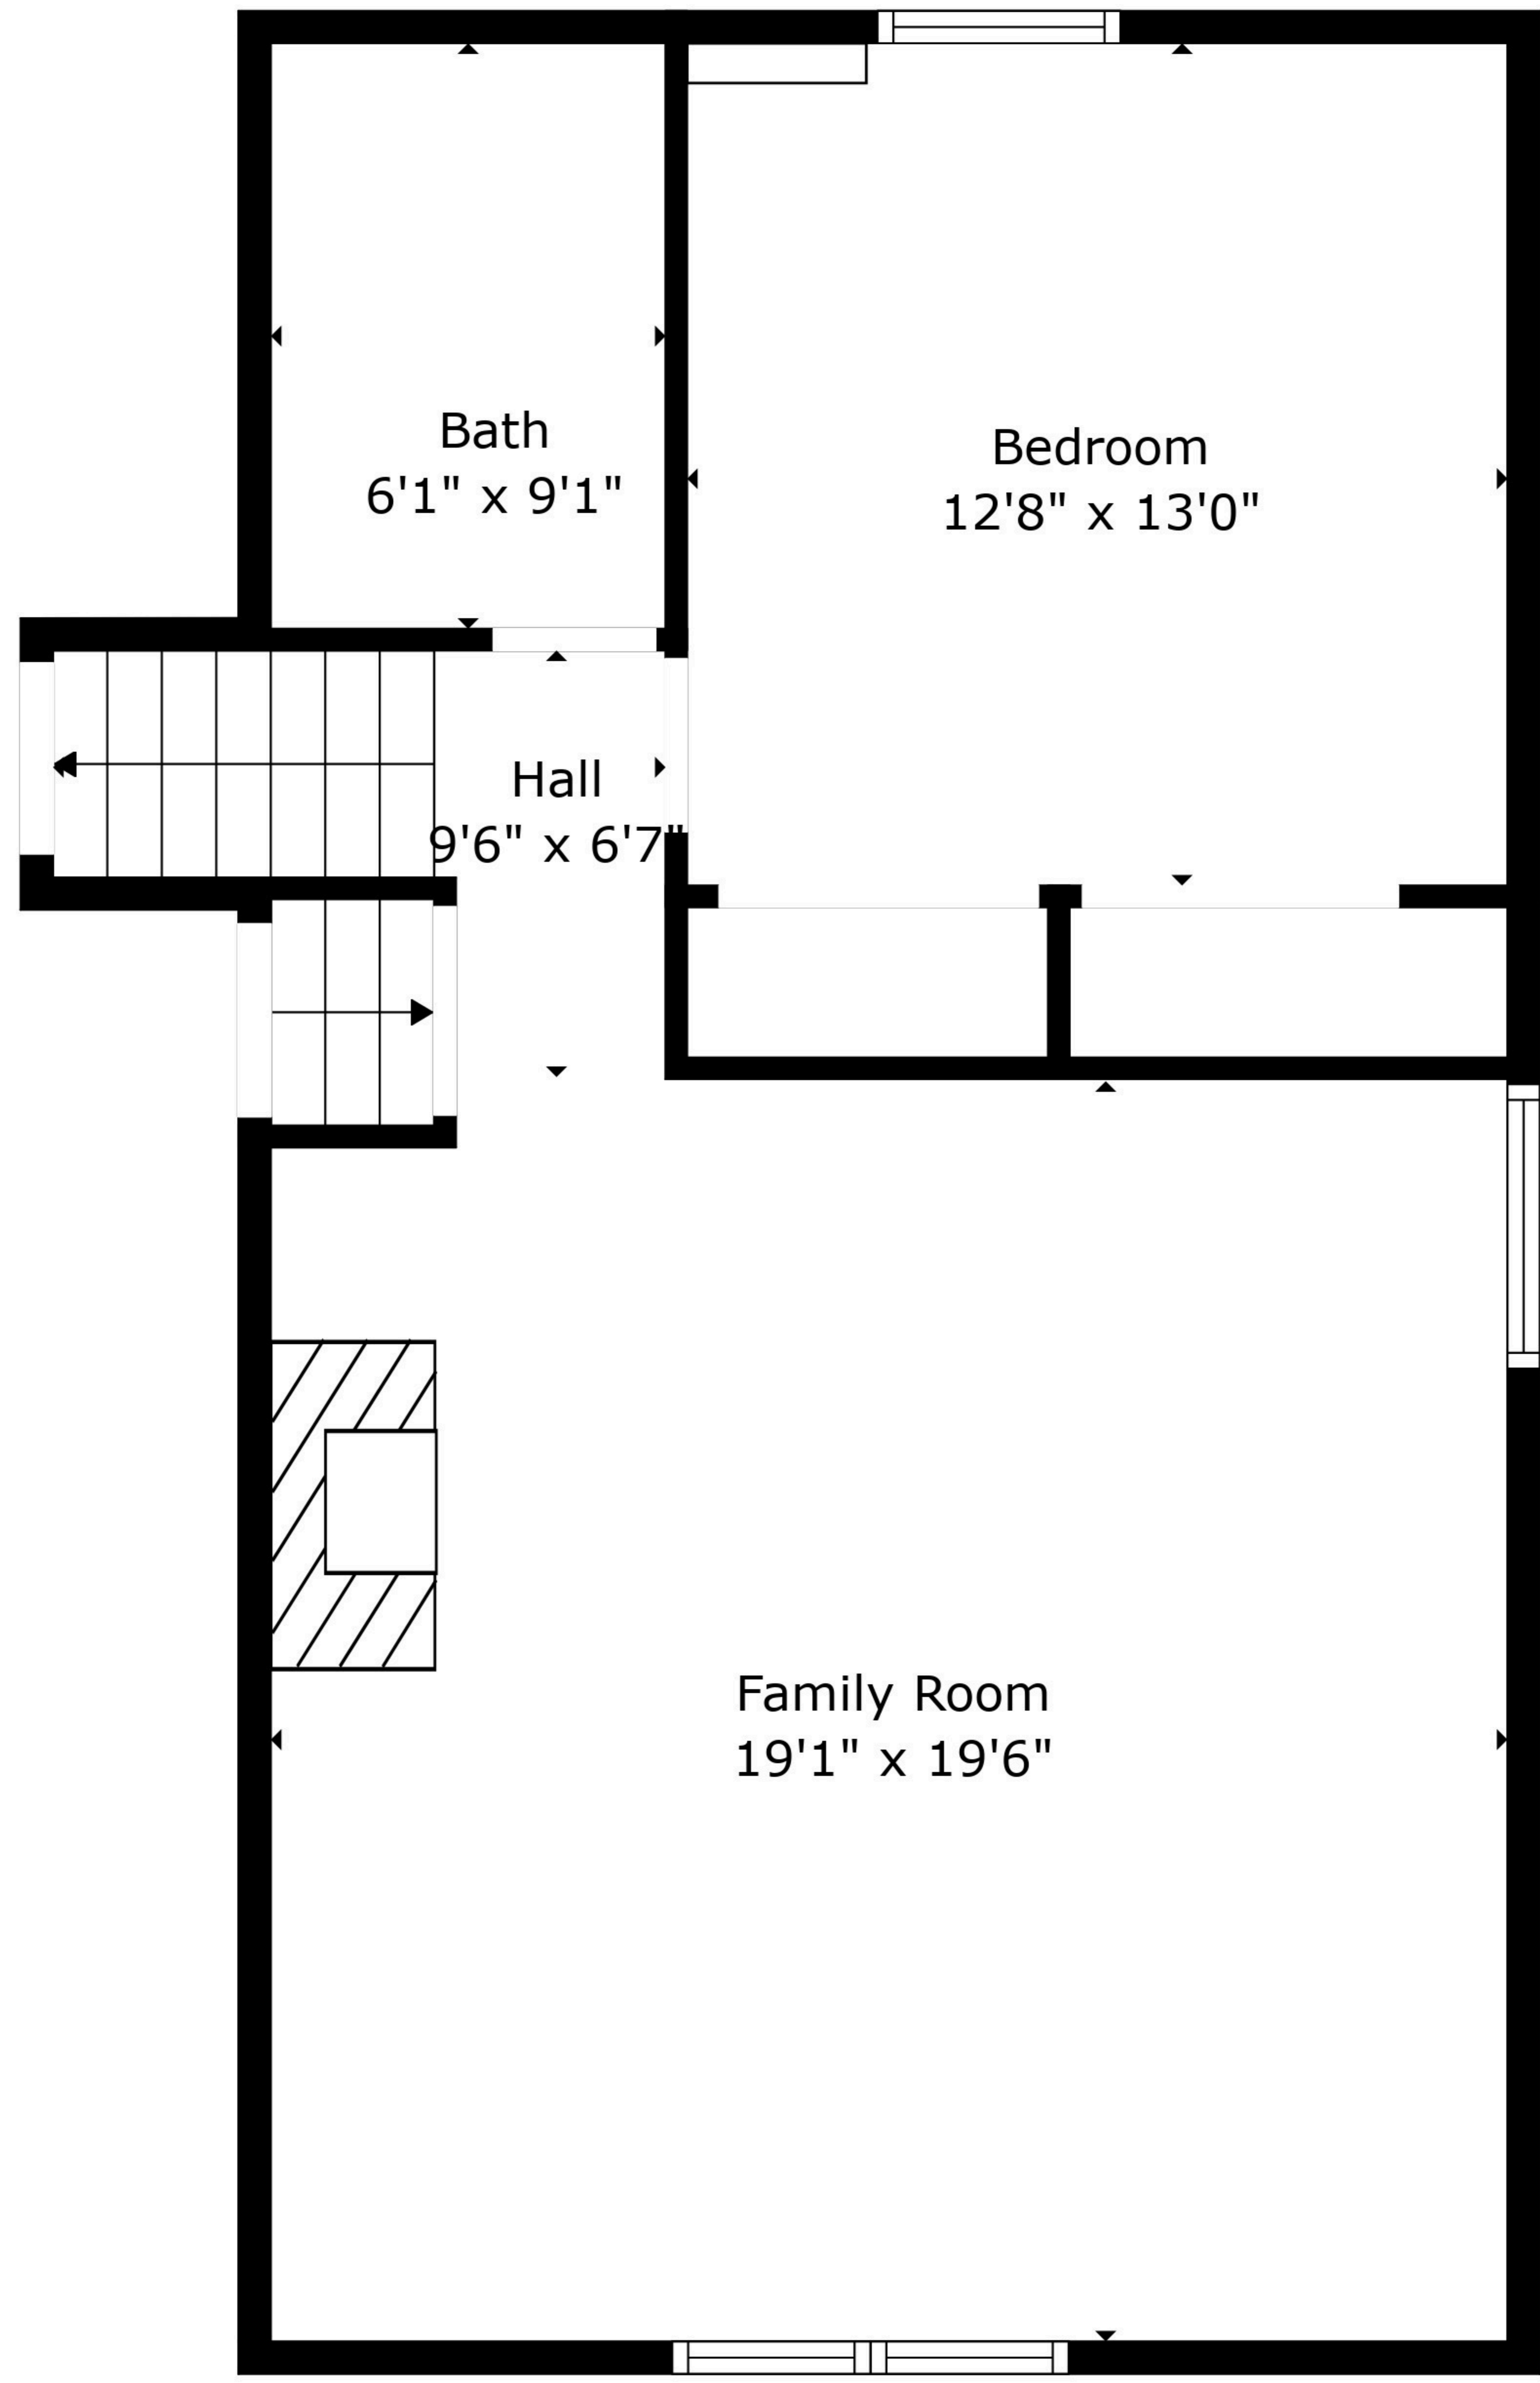 Bath
6'1" x 9'1"
Bedroom
12'8" x 13'0"
Hall
9'6" x 6'7"
Family Room
19'1" x 19'6"